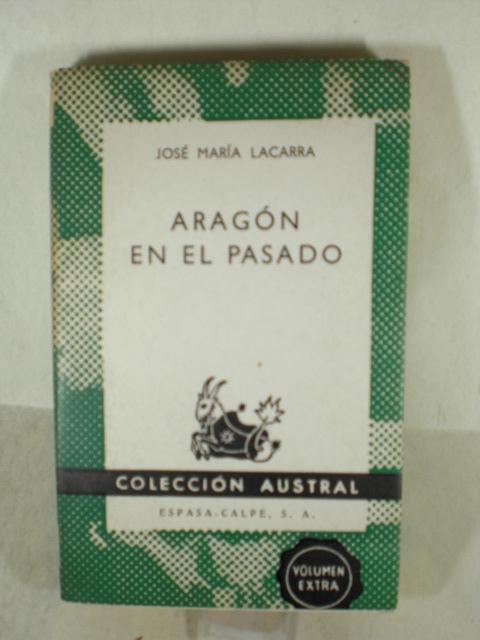 JOSÉ MARÍA LACARRA
ARAGÓN
EN EL PASADO
COLECCIÓN AUSTRAL
ESPASA-CALPE, S. A.
VOLUMEN
EXTRA